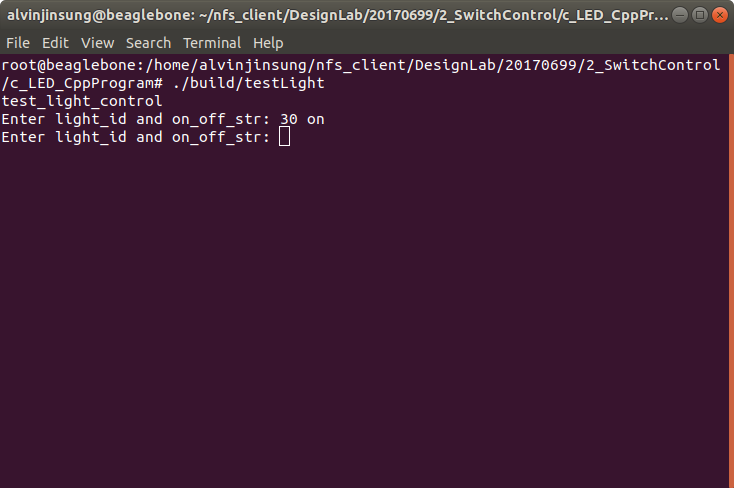 alvinjinsung@beaglebone: ~/nfs_client/DesignLab/20170699/2_SwitchControl/c_LED_CppPr...
File Edit View Search Terminal Help
root@beaglebone:/home/alvinjinsung/nfs_client/DesignLab/20170699/2_SwitchControl
/c_LED_CppProgram# ./build/testLight
test_light_control
Enter light_id and on_off_str: 30 on
Enter light_id and on_off_str: